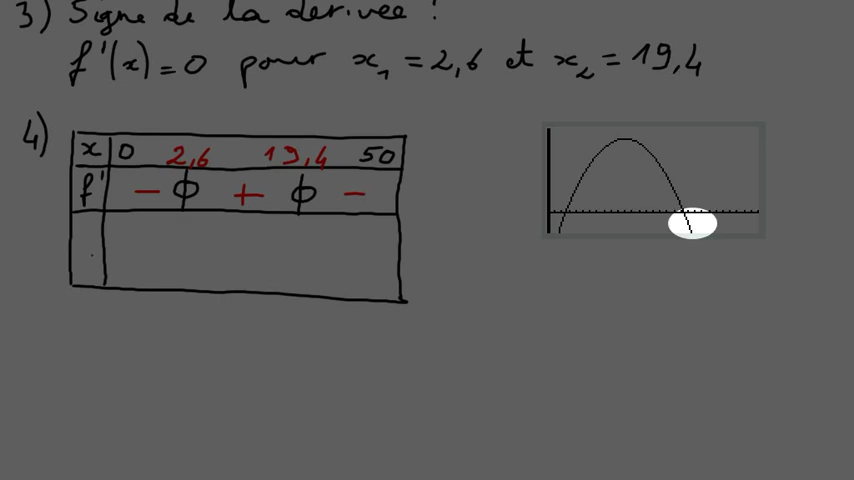 3) Signe de la derivée :
f'(x) = 0 pour x₁ = 2,6 et x₂ = 19,4
4)
x 0 2,6 19,4 50
f' - 0 + 0 -